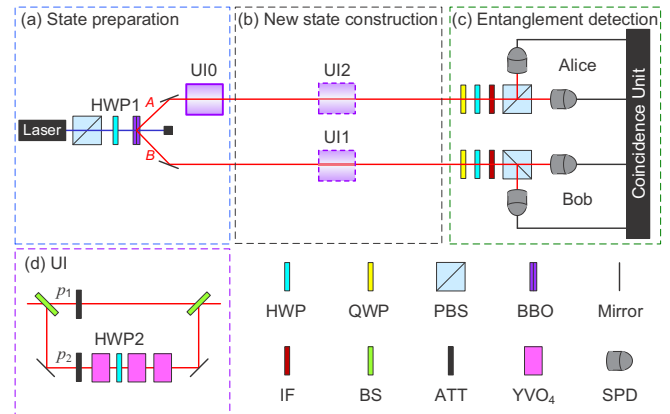 (a) State preparation
(b) New state construction
(c) Entanglement detection
UI0
UI2
Alice
HWP1
A
Laser
B
UI1
Bob
Coincidence Unit
(d) UI
p1
HWP2
p2
HWP
QWP
PBS
BBO
Mirror
IF
BS
ATT
YVO₄
SPD